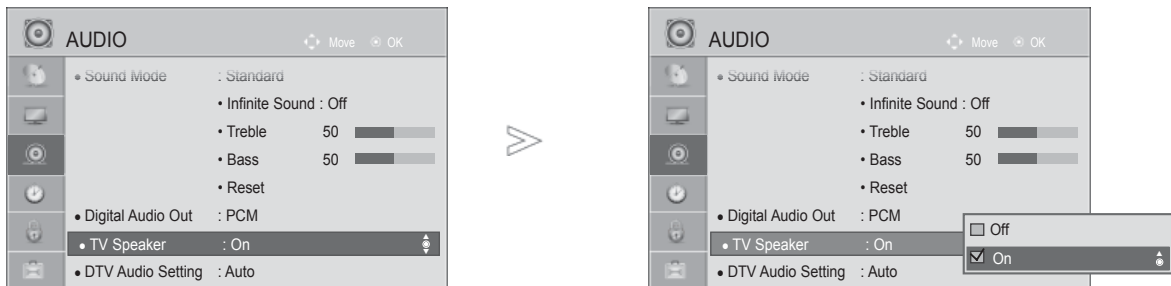 AUDIO
Move OK
• Sound Mode : Standard
• Infinite Sound : Off
• Treble 50
• Bass 50
• Reset
• Digital Audio Out : PCM
• TV Speaker : On
• DTV Audio Setting : Auto
AUDIO
Move OK
• Sound Mode : Standard
• Infinite Sound : Off
• Treble 50
• Bass 50
• Reset
• Digital Audio Out : PCM
• TV Speaker : On
• DTV Audio Setting : Auto
Off
On